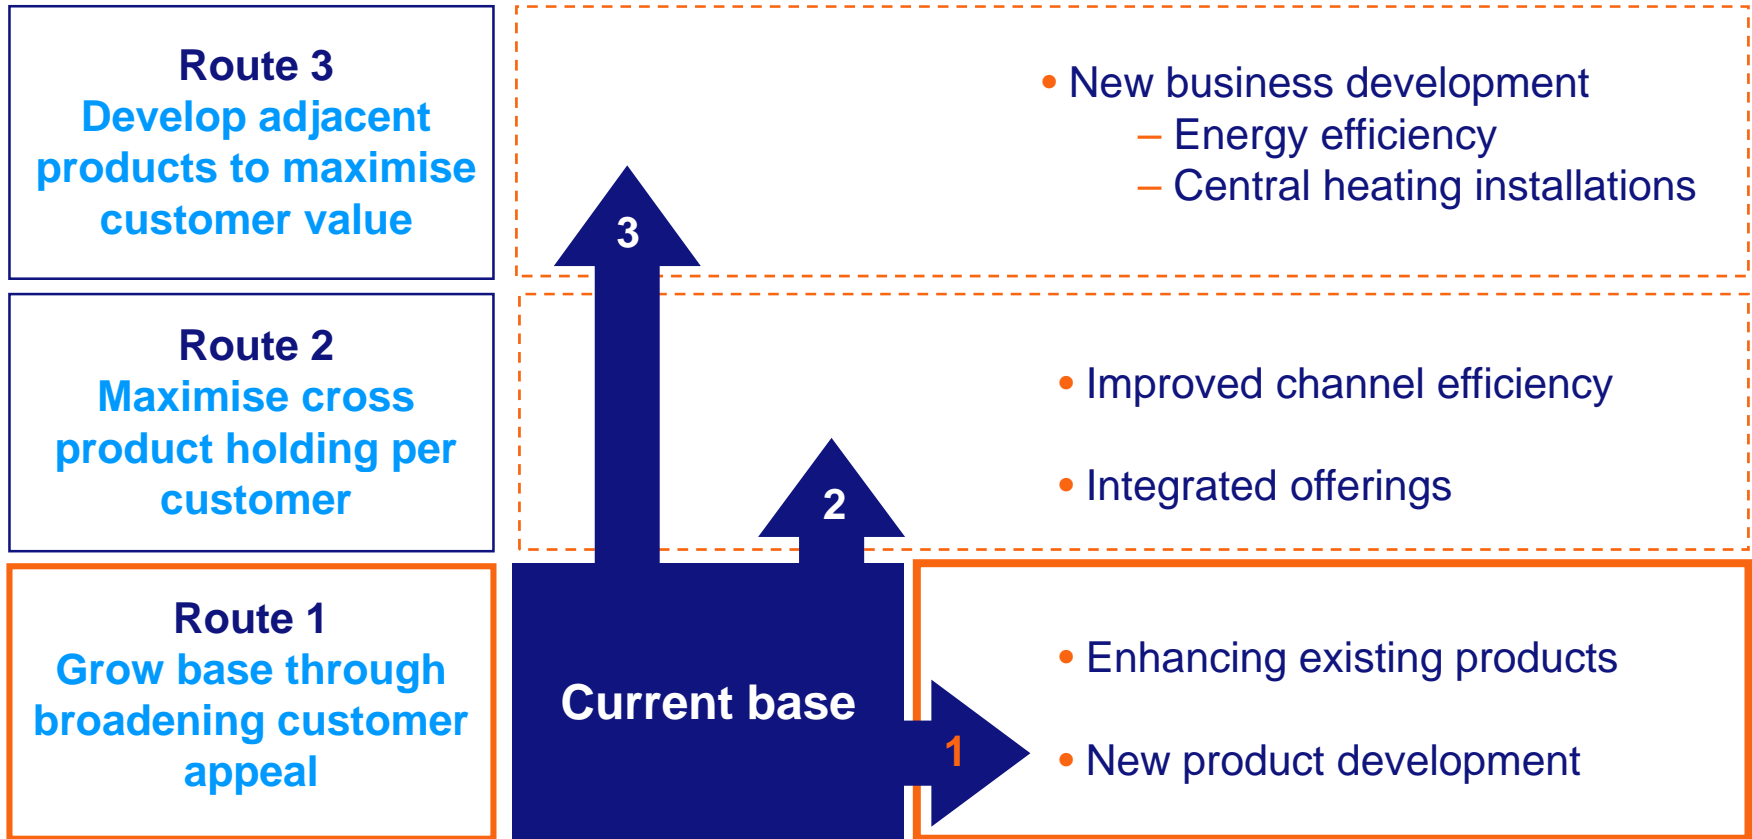 Route 3
Develop adjacent
products to maximise
customer value
3
• New business development
– Energy efficiency
– Central heating installations
Route 2
Maximise cross
product holding per
customer
2
• Improved channel efficiency
• Integrated offerings
Route 1
Grow base through
broadening customer
appeal
Current base
1
• Enhancing existing products
• New product development